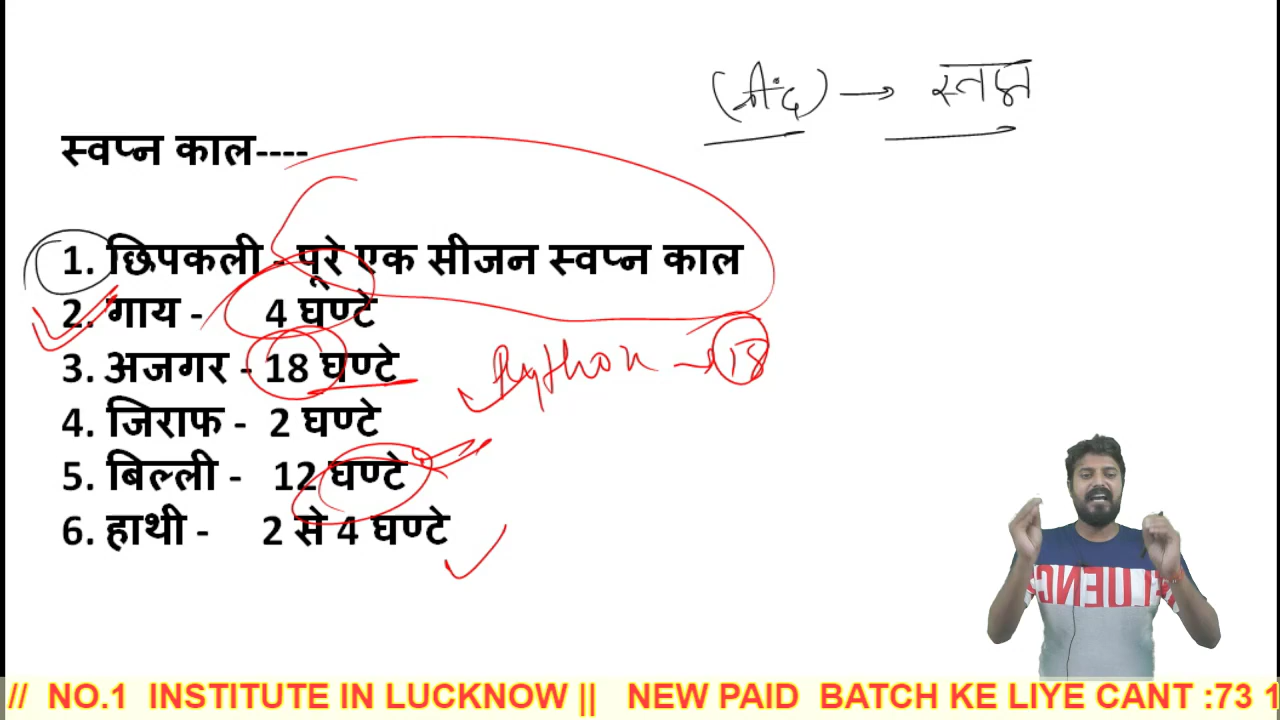 (नींद) → स्वप्न
स्वप्न काल----
1. छिपकली - पूरे एक सीजन स्वप्न काल
2. गाय - 4 घण्टे
3. अजगर - 18 घण्टे
Python → 18
4. जिराफ - 2 घण्टे
5. बिल्ली - 12 घण्टे
6. हाथी - 2 से 4 घण्टे
// NO.1 INSTITUTE IN LUCKNOW || NEW PAID BATCH KE LIYE CANT :73 1